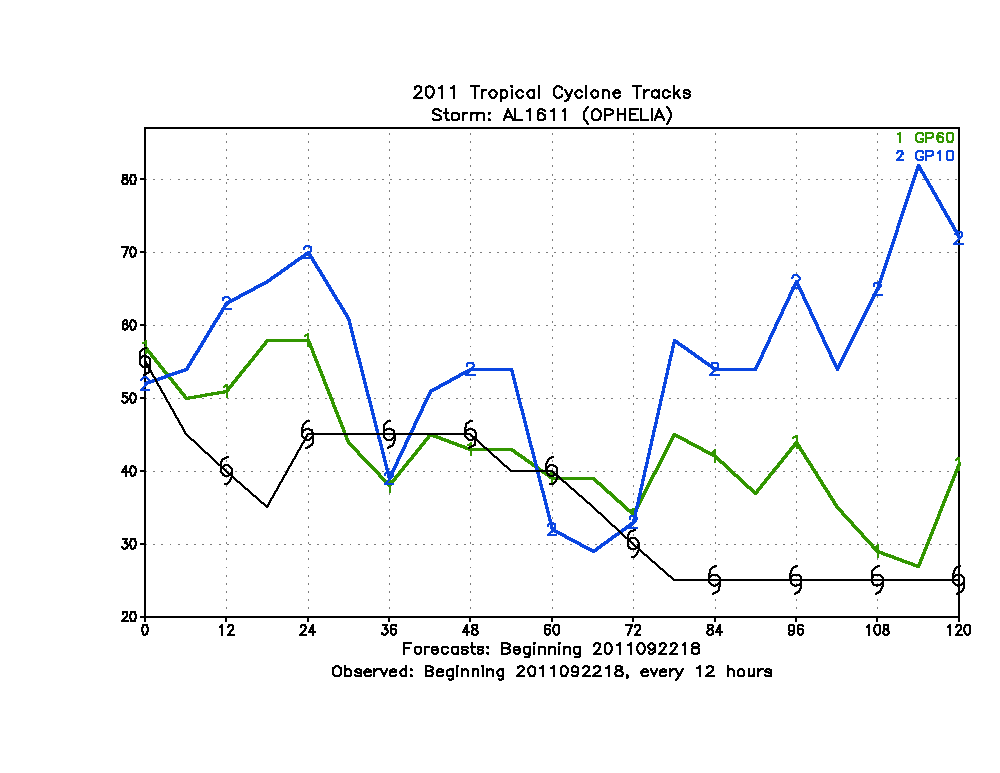 2011 Tropical Cyclone Tracks
Storm: AL1611 (OPHELIA)
1 GP60
2 GP10
80
70
60
50
40
30
20
0 12 24 36 48 60 72 84 96 108 120
Forecasts: Beginning 2011092218
Observed: Beginning 2011092218, every 12 hours